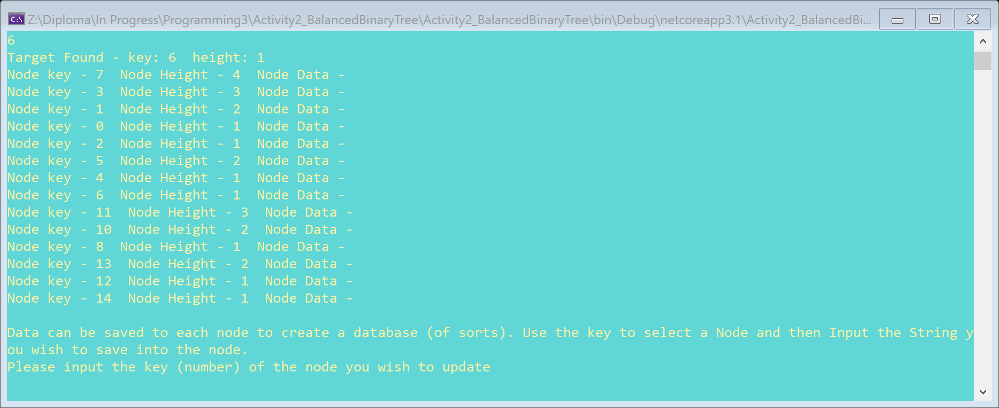 Z:\Diploma\In Progress\Programming3\Activity2_BalancedBinaryTree\Activity2_BalancedBinaryTree\bin\Debug\netcoreapp3.1\Activity2_BalancedBi...
6
Target Found - key: 6  height: 1
Node key - 7  Node Height - 4  Node Data -
Node key - 3  Node Height - 3  Node Data -
Node key - 1  Node Height - 2  Node Data -
Node key - 0  Node Height - 1  Node Data -
Node key - 2  Node Height - 1  Node Data -
Node key - 5  Node Height - 2  Node Data -
Node key - 4  Node Height - 1  Node Data -
Node key - 6  Node Height - 1  Node Data -
Node key - 11  Node Height - 3  Node Data -
Node key - 10  Node Height - 2  Node Data -
Node key - 8  Node Height - 1  Node Data -
Node key - 13  Node Height - 2  Node Data -
Node key - 12  Node Height - 1  Node Data -
Node key - 14  Node Height - 1  Node Data -
Data can be saved to each node to create a database (of sorts). Use the key to select a Node and then Input the String y
ou wish to save into the node.
Please input the key (number) of the node you wish to update